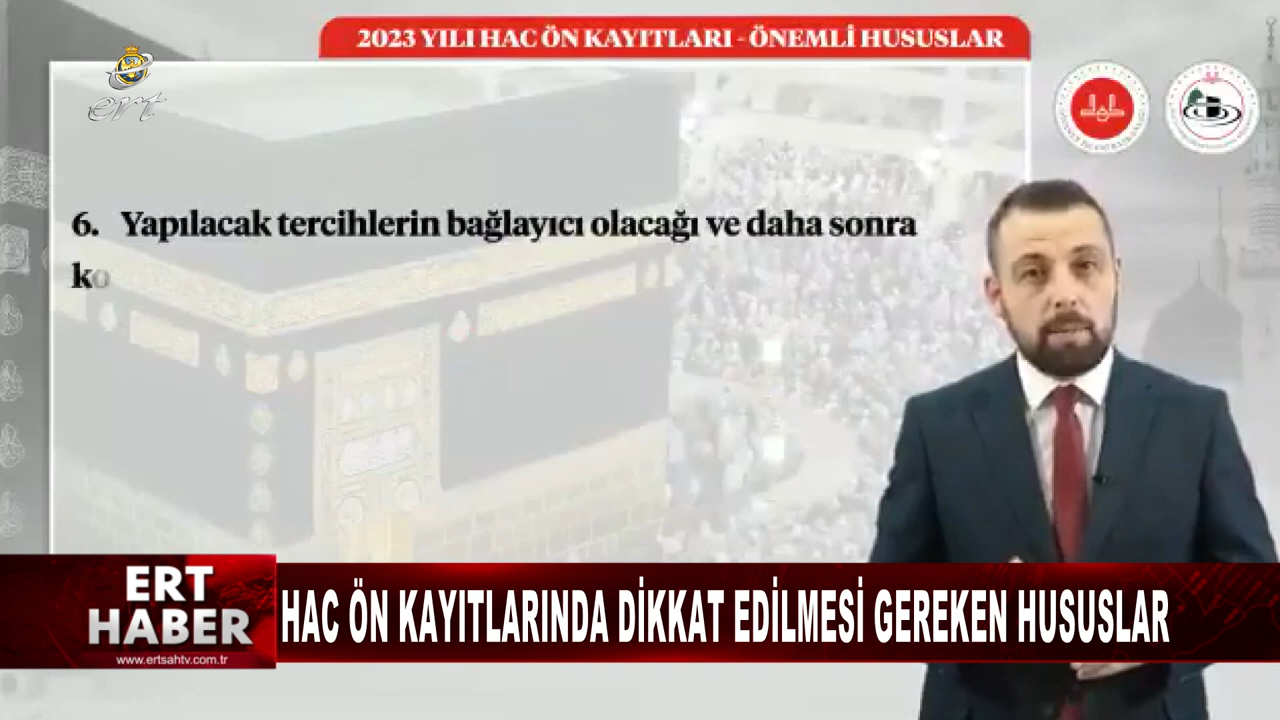 2023 YILI HAC ÖN KAYITLARI - ÖNEMLİ HUSUSLAR
ert
6. Yapılacak tercihlerin bağlayıcı olacağı ve daha sonra
ko
ERT
HABER
www.ertsahtv.com.tr
HAC ÖN KAYITLARINDA DİKKAT EDİLMESİ GEREKEN HUSUSLAR